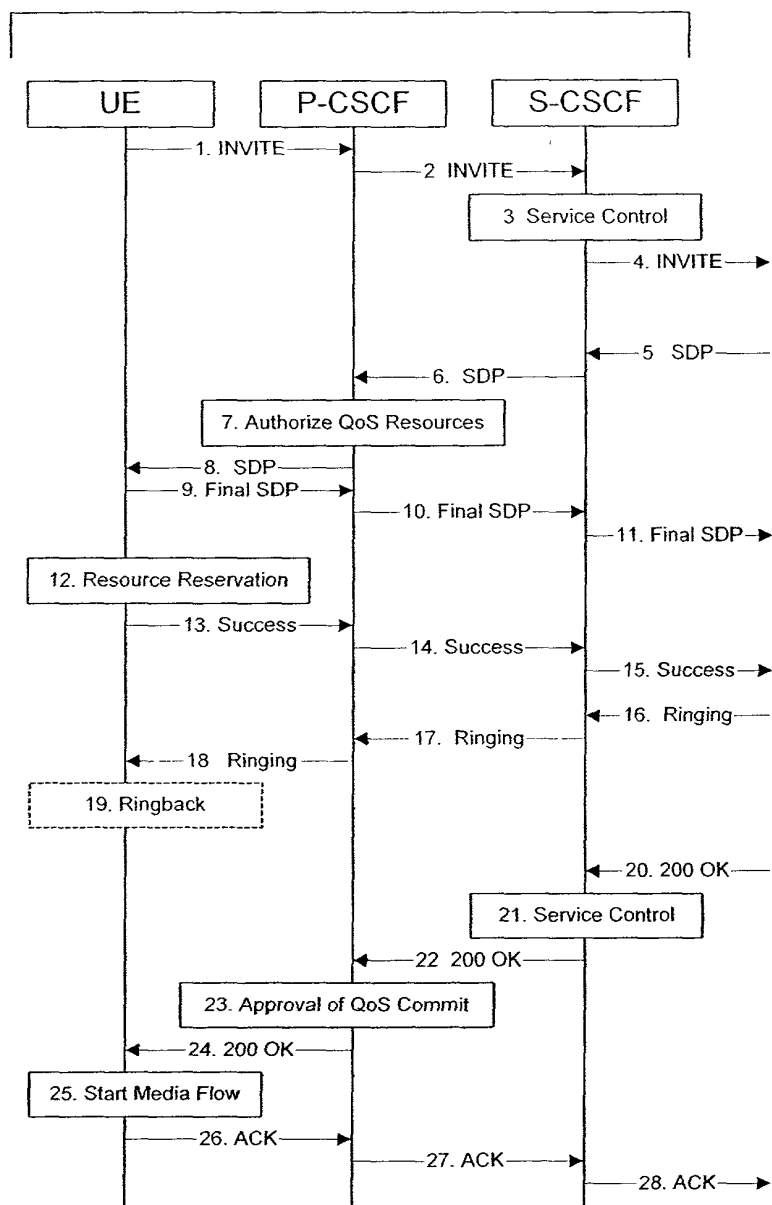 UE P-CSCF S-CSCF
1. INVITE
2 INVITE
3 Service Control
4. INVITE
5 SDP
6. SDP
7. Authorize QoS Resources
8. SDP
9. Final SDP
10. Final SDP
11. Final SDP
12. Resource Reservation
13. Success
14. Success
15. Success
16. Ringing
17. Ringing
18 Ringing
19. Ringback
20. 200 OK
21. Service Control
22 200 OK
23. Approval of QoS Commit
24. 200 OK
25. Start Media Flow
26. ACK
27. ACK
28. ACK